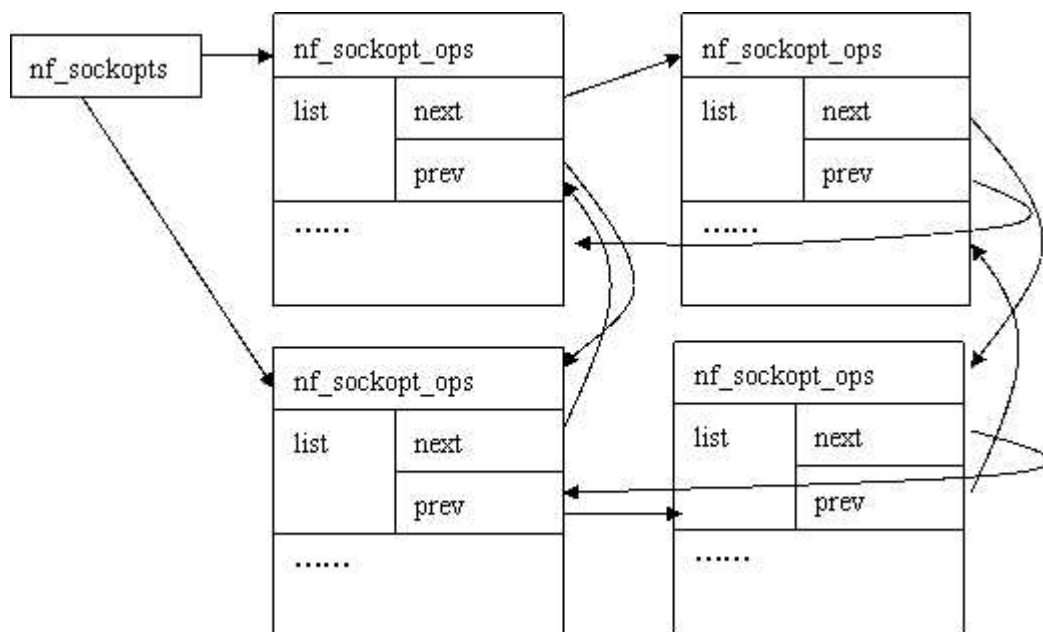 nf_sockopts
nf_sockopt_ops
list
next
prev
......
nf_sockopt_ops
list
next
prev
......
nf_sockopt_ops
list
next
prev
......
nf_sockopt_ops
list
next
prev
......